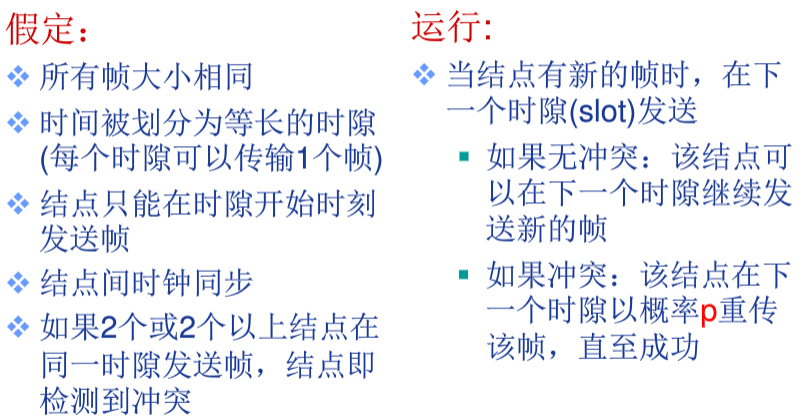 假定：
所有帧大小相同
时间被划分为等长的时隙
(每个时隙可以传输1个帧)
结点只能在时隙开始时刻
发送帧
结点间时钟同步
如果2个或2个以上结点在
同一时隙发送帧，结点即
检测到冲突
运行:
当结点有新的帧时，在下
一个时隙(slot)发送
如果无冲突：该结点可
以在下一个时隙继续发
送新的帧
如果冲突：该结点在下
一个时隙以概率p重传
该帧，直至成功